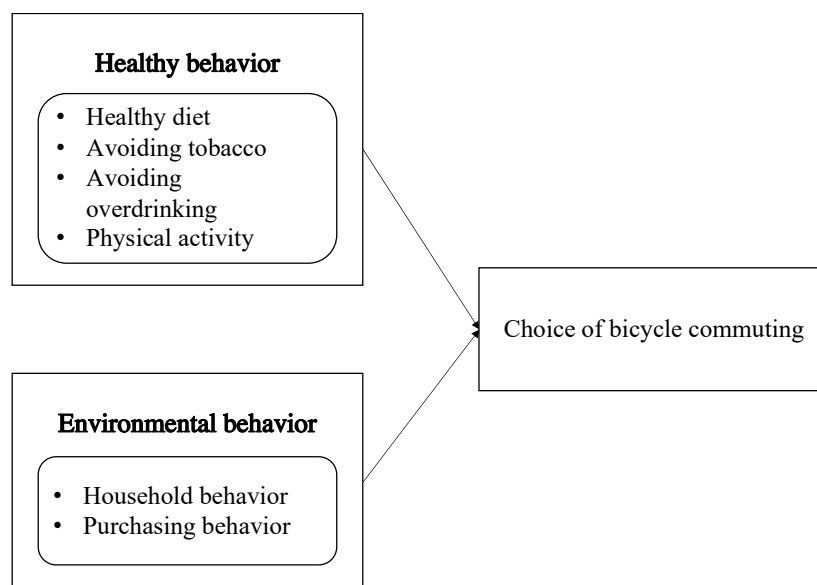 Healthy behavior
• Healthy diet
• Avoiding tobacco
• Avoiding
overdrinking
• Physical activity
Choice of bicycle commuting
Environmental behavior
• Household behavior
• Purchasing behavior